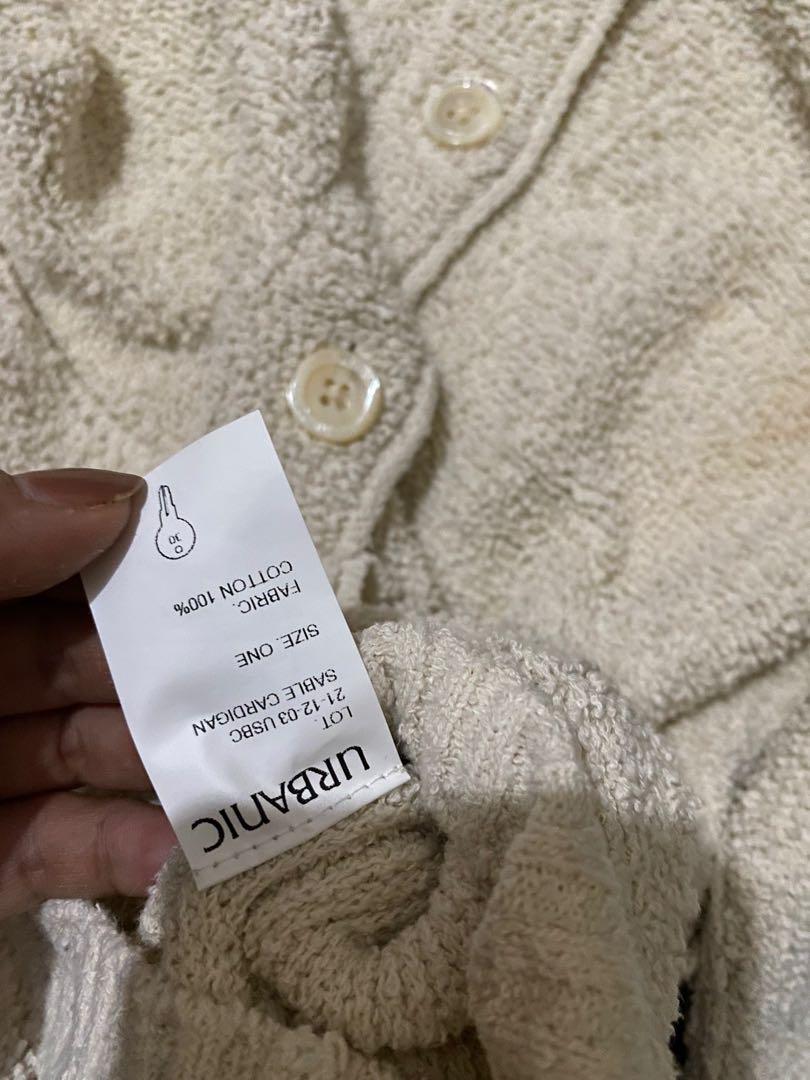 URBANIC
LOT.
21-12-03 USBC
SABLE CARDIGAN
SIZE. ONE
FABRIC.
COTTON 100%
30